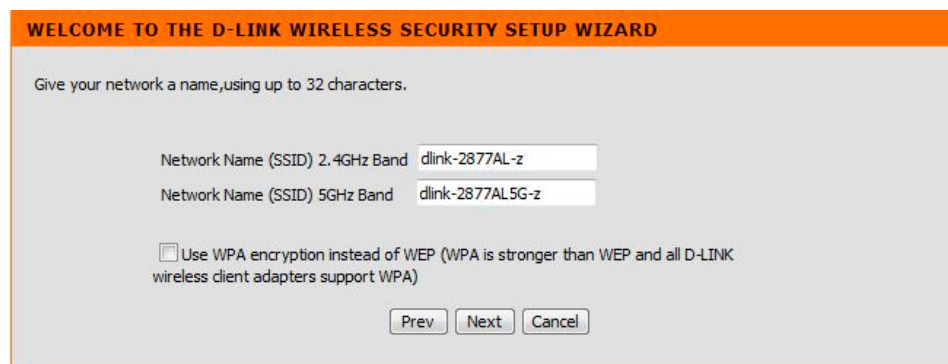 WELCOME TO THE D-LINK WIRELESS SECURITY SETUP WIZARD
Give your network a name,using up to 32 characters.
Network Name (SSID) 2.4GHz Band dlink-2877AL-z
Network Name (SSID) 5GHz Band dlink-2877AL5G-z
Use WPA encryption instead of WEP (WPA is stronger than WEP and all D-LINK
wireless client adapters support WPA)
Prev Next Cancel